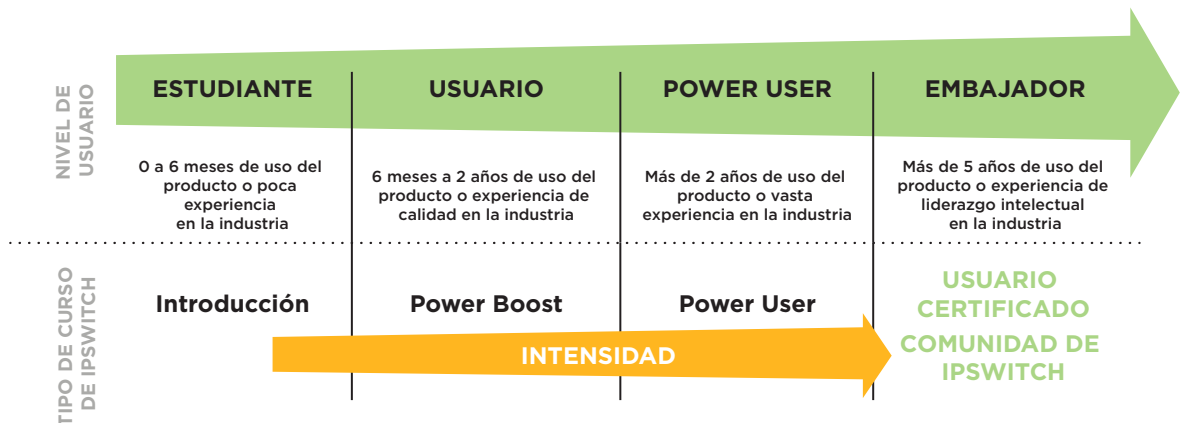 NIVEL DE
USUARIO
ESTUDIANTE
USUARIO
POWER USER
EMBAJADOR
0 a 6 meses de uso del
producto o poca
experiencia
en la industria
6 meses a 2 años de uso del
producto o experiencia de
calidad en la industria
Más de 2 años de uso del
producto o vasta
experiencia en la industria
Más de 5 años de uso del
producto o experiencia de
liderazgo intelectual
en la industria
TIPO DE CURSO
DE IPSWITCH
Introducción
Power Boost
Power User
USUARIO
CERTIFICADO
COMUNIDAD DE
IPSWITCH
INTENSIDAD